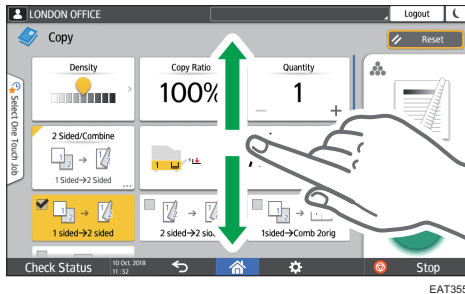 LONDON OFFICE
Logout
Copy
Reset
Select One Touch Job
Density
Copy Ratio
Quantity
100%
1
2 Sided/Combine
1 Sided→2 Sided
1
1 sided→2 sided
2 sided→2
1sided→Comb 2orig
Check Status
10 Oct. 2018
11 : 52
Stop
EAT355